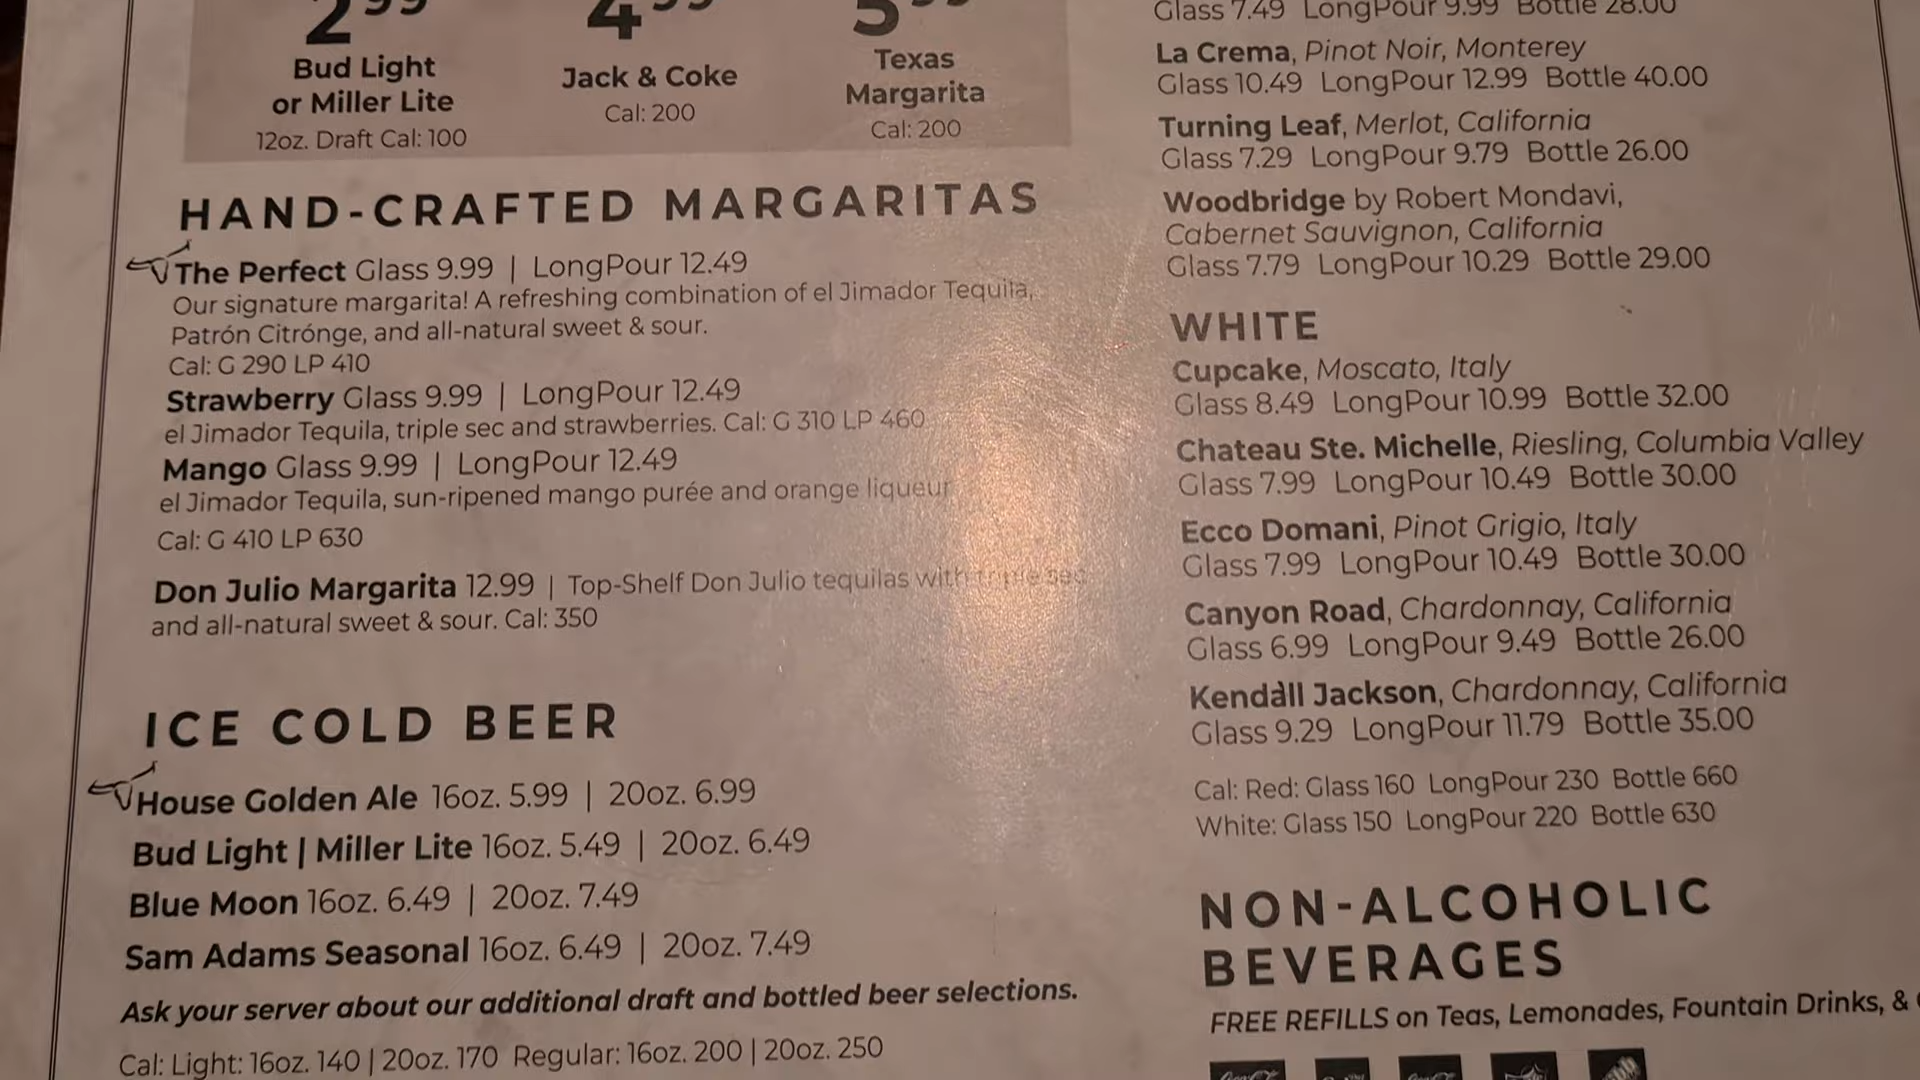 2.99
Bud Light
or Miller Lite
12oz. Draft Cal: 100
4.99
Jack & Coke
Cal: 200
5.99
Texas
Margarita
Cal: 200
HAND-CRAFTED MARGARITAS
The Perfect Glass 9.99 | LongPour 12.49
Our signature margarita! A refreshing combination of el Jimador Tequila,
Patrón Citrónge, and all-natural sweet & sour.
Cal: G 290 LP 410
Strawberry Glass 9.99 | LongPour 12.49
el Jimador Tequila, triple sec and strawberries. Cal: G 310 LP 460
Mango Glass 9.99 | LongPour 12.49
el Jimador Tequila, sun-ripened mango purée and orange liqueur
Cal: G 410 LP 630
Don Julio Margarita 12.99 | Top-Shelf Don Julio tequilas with triple sec
and all-natural sweet & sour. Cal: 350
ICE COLD BEER
House Golden Ale 16oz. 5.99 | 20oz. 6.99
Bud Light | Miller Lite 16oz. 5.49 | 20oz. 6.49
Blue Moon 16oz. 6.49 | 20oz. 7.49
Sam Adams Seasonal 16oz. 6.49 | 20oz. 7.49
Ask your server about our additional draft and bottled beer selections.
Cal: Light: 16oz. 140 | 20oz. 170 Regular: 16oz. 200 | 20oz. 250
Glass 7.49 LongPour 9.99 Bottle 28.00
La Crema, Pinot Noir, Monterey
Glass 10.49 LongPour 12.99 Bottle 40.00
Turning Leaf, Merlot, California
Glass 7.29 LongPour 9.79 Bottle 26.00
Woodbridge by Robert Mondavi,
Cabernet Sauvignon, California
Glass 7.79 LongPour 10.29 Bottle 29.00
WHITE
Cupcake, Moscato, Italy
Glass 8.49 LongPour 10.99 Bottle 32.00
Chateau Ste. Michelle, Riesling, Columbia Valley
Glass 7.99 LongPour 10.49 Bottle 30.00
Ecco Domani, Pinot Grigio, Italy
Glass 7.99 LongPour 10.49 Bottle 30.00
Canyon Road, Chardonnay, California
Glass 6.99 LongPour 9.49 Bottle 26.00
Kendall Jackson, Chardonnay, California
Glass 9.29 LongPour 11.79 Bottle 35.00
Cal: Red: Glass 160 LongPour 230 Bottle 660
White: Glass 150 LongPour 220 Bottle 630
NON-ALCOHOLIC
BEVERAGES
FREE REFILLS on Teas, Lemonades, Fountain Drinks, &